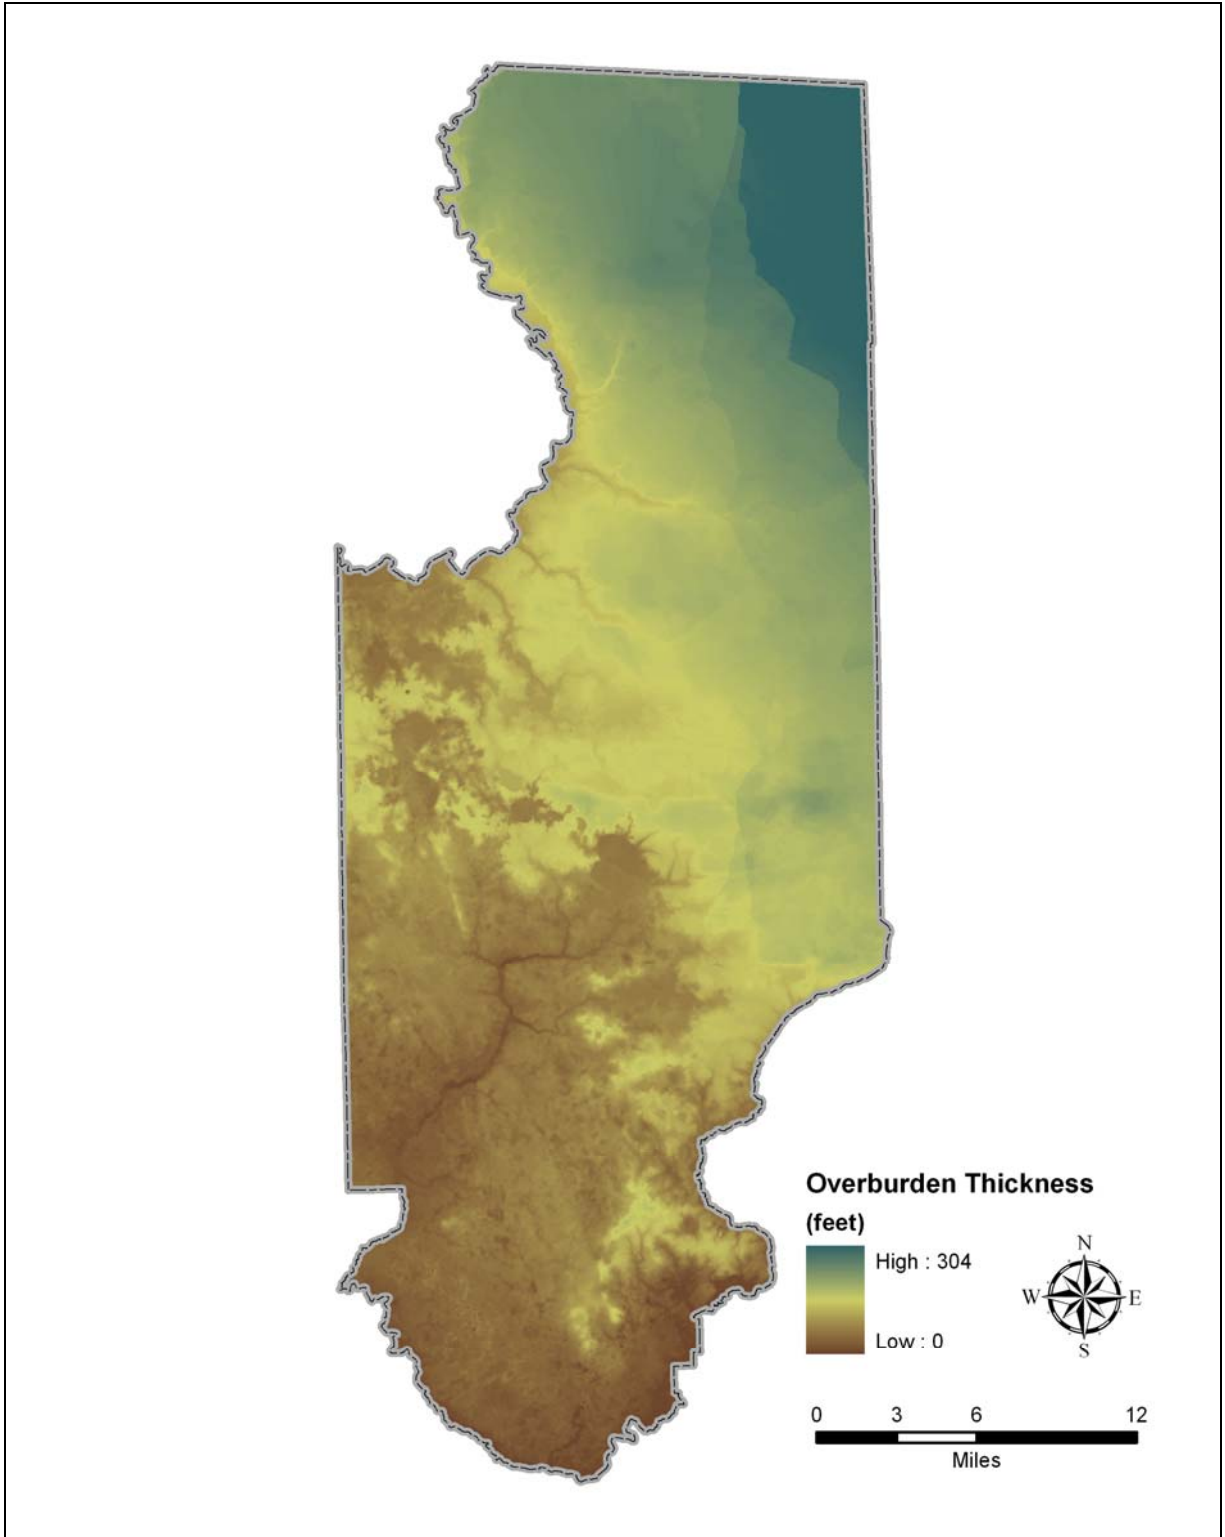 Overburden Thickness
(feet)
High : 304
Low : 0
N
W E
S
0 3 6 12
Miles